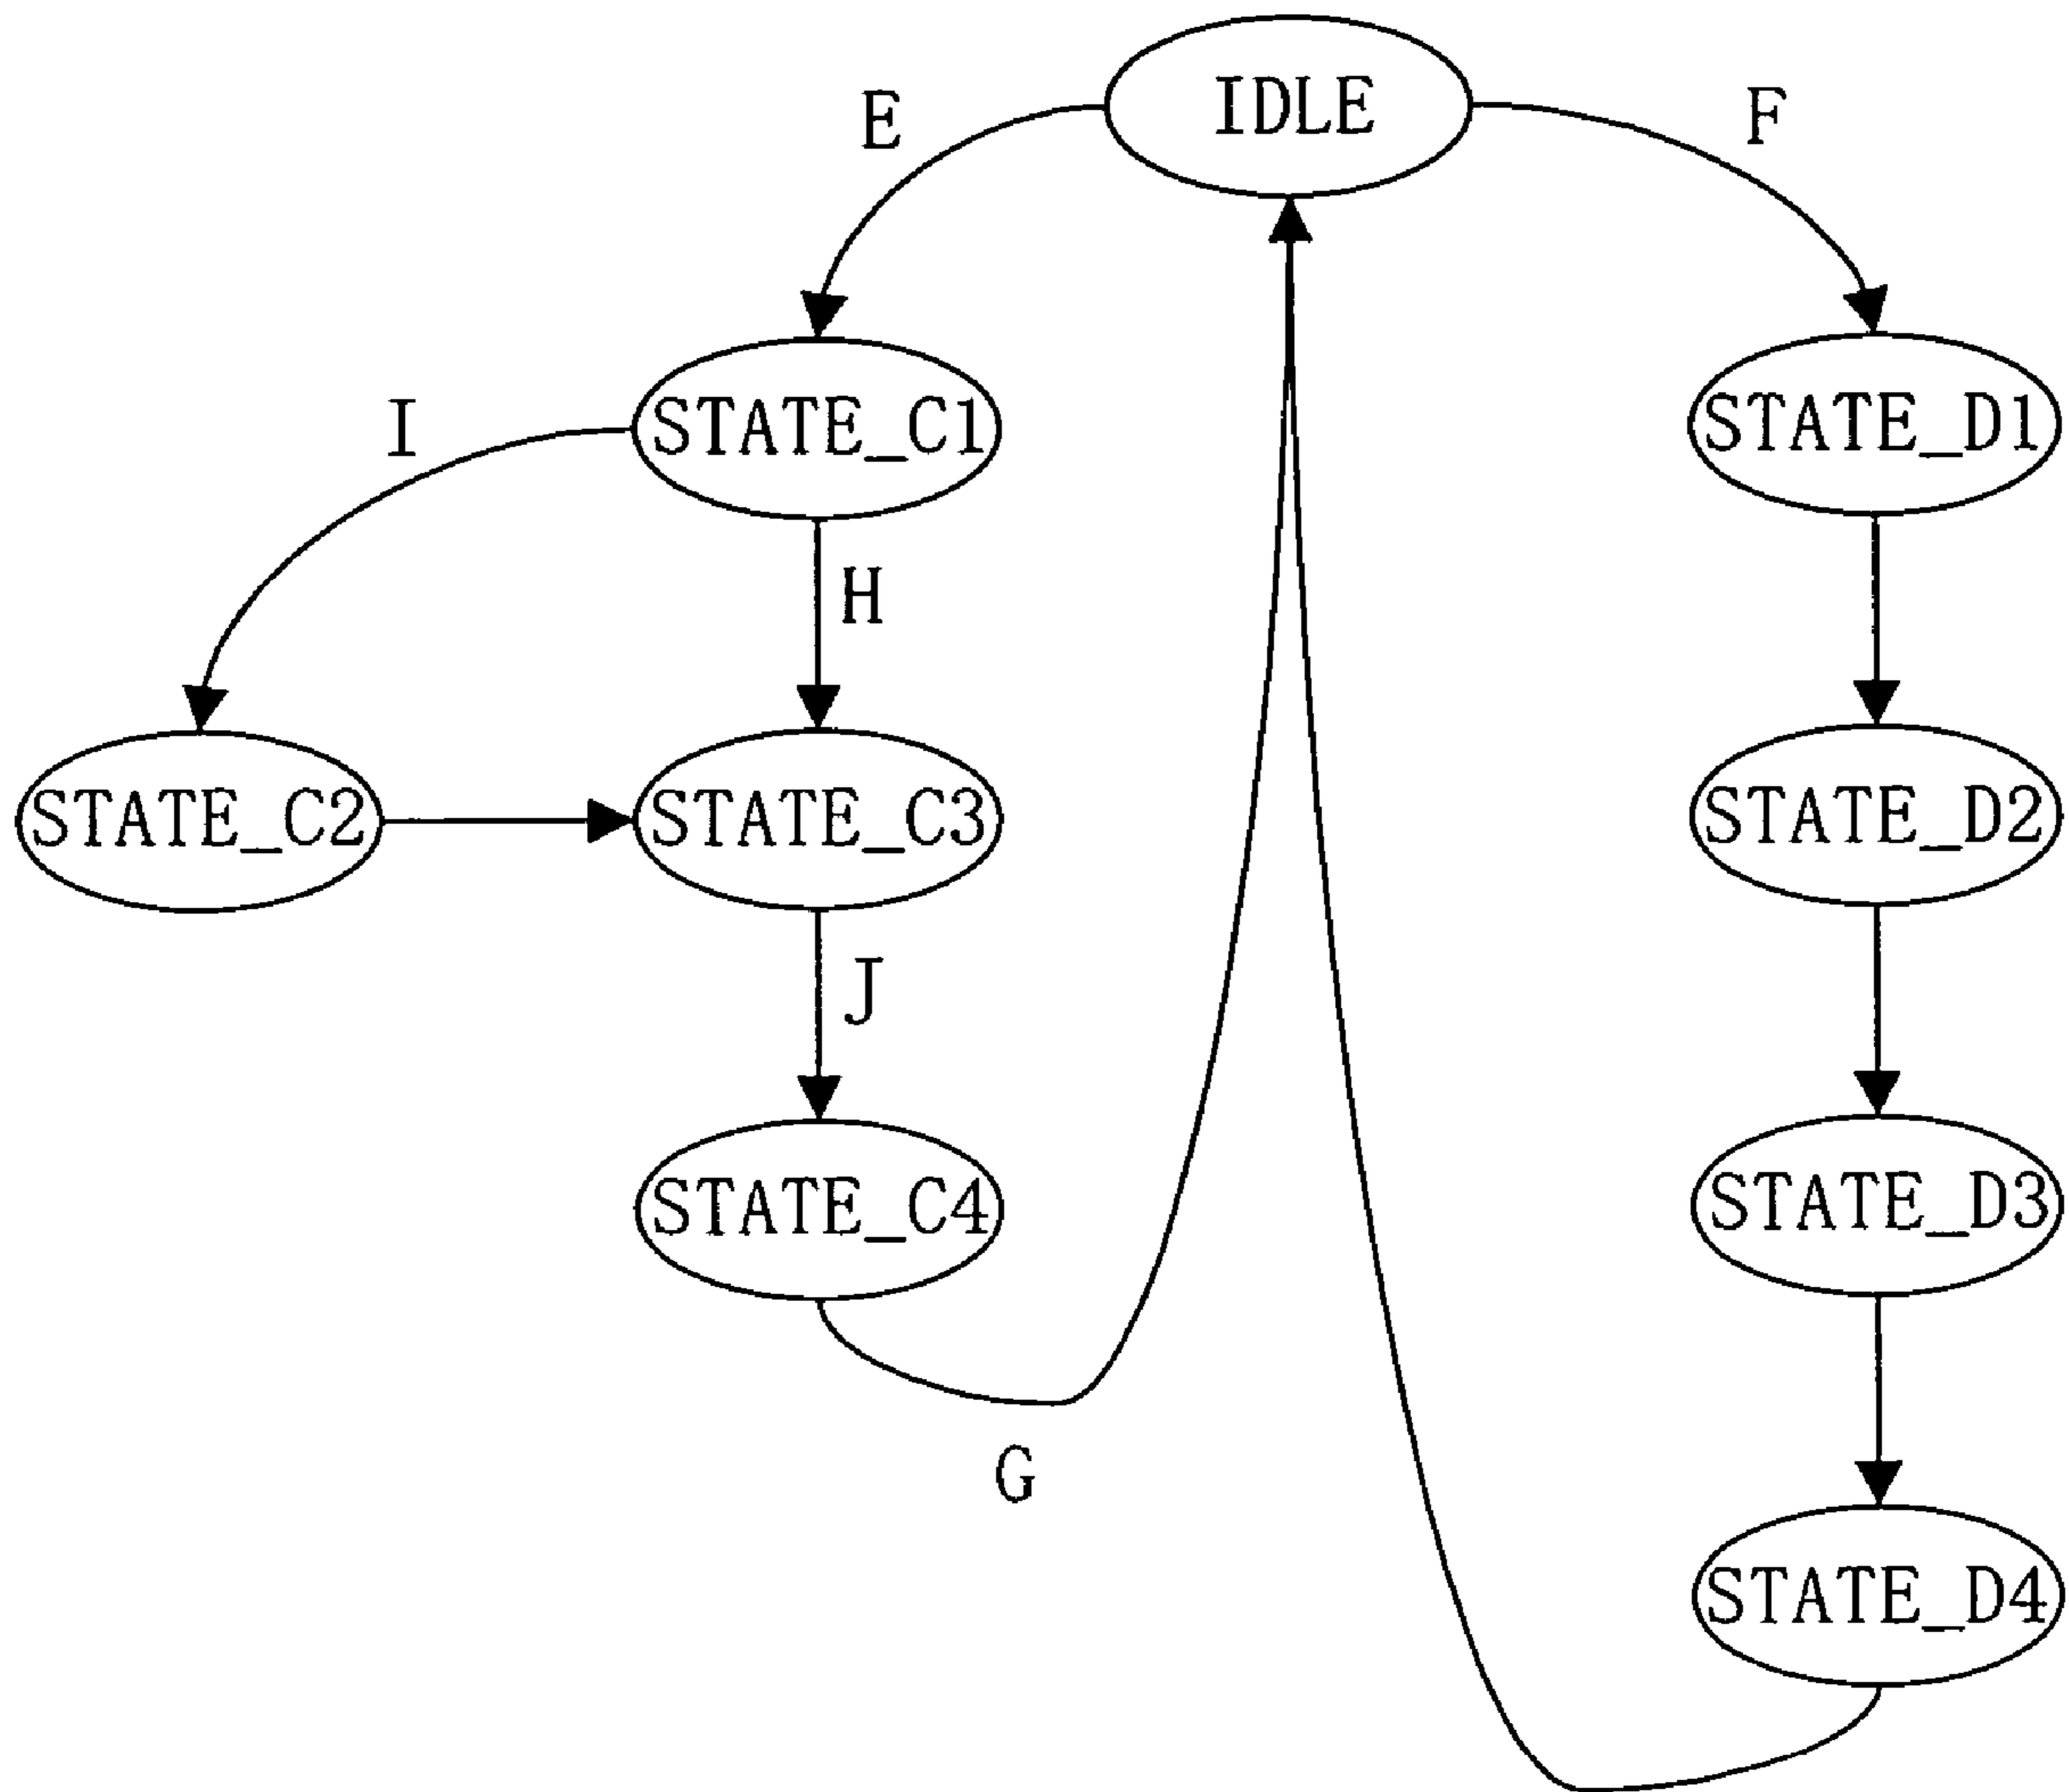 IDLE
E
F
STATE_C1
STATE_D1
I
H
STATE_C2
STATE_C3
STATE_D2
J
STATE_C4
STATE_D3
G
STATE_D4